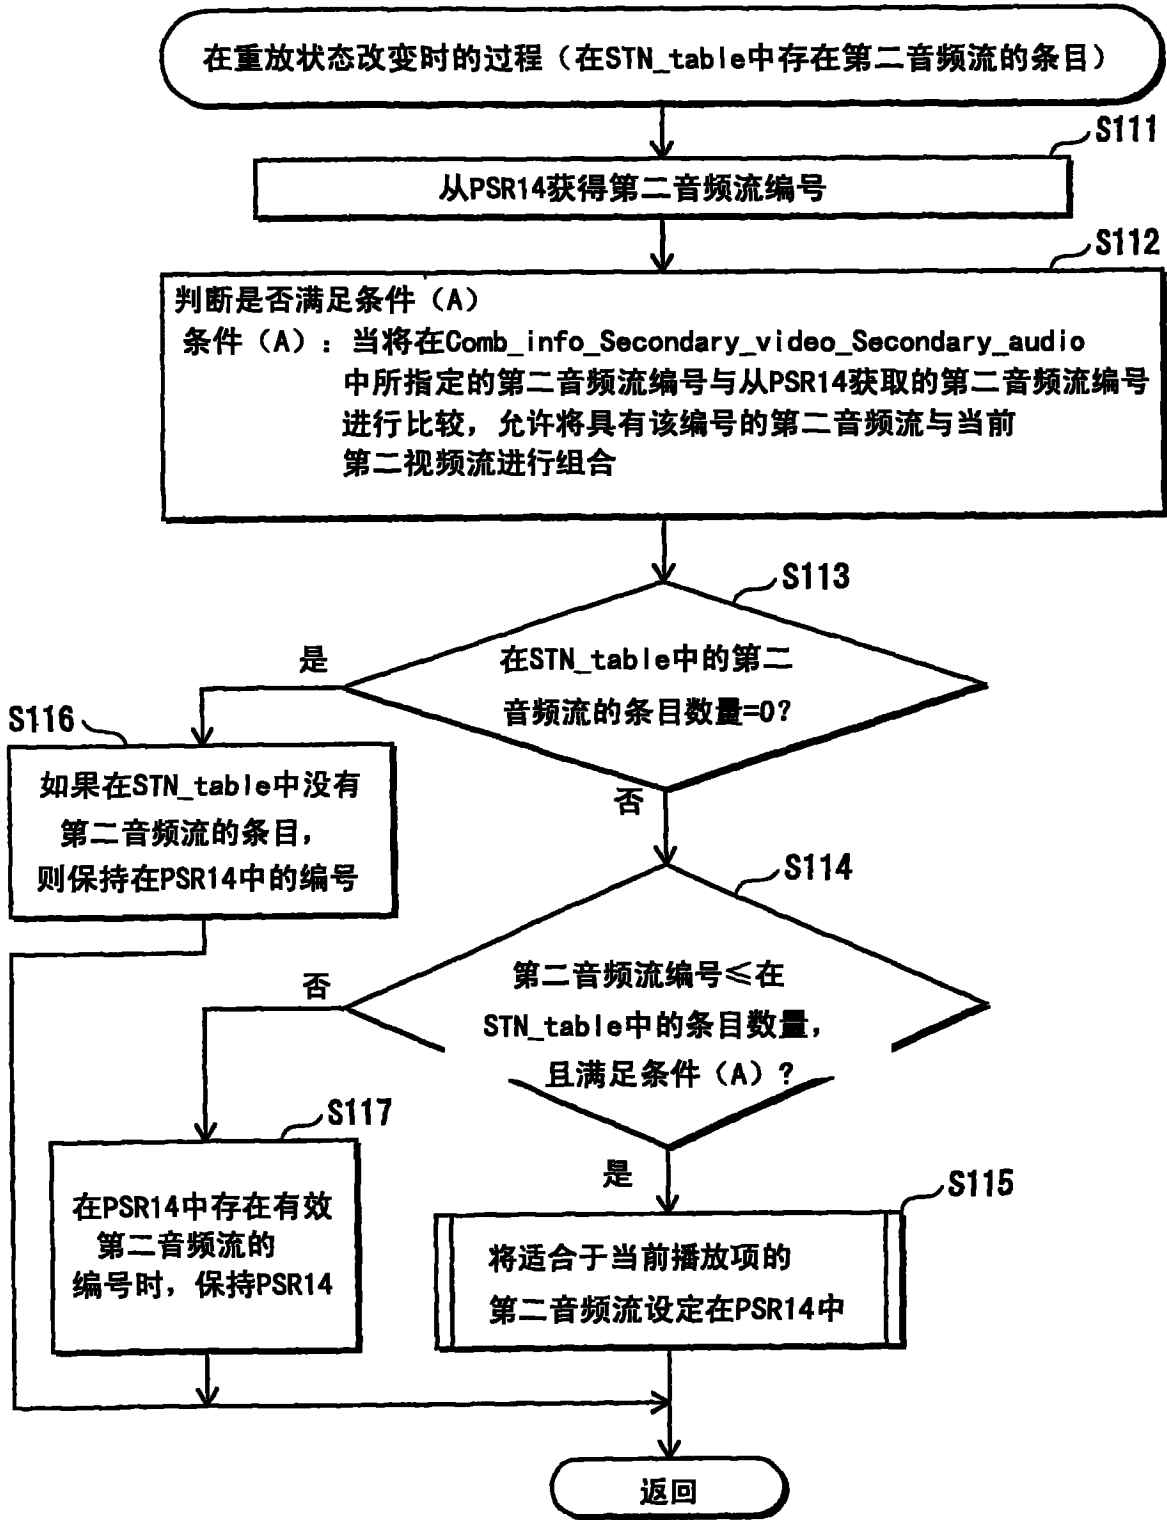 在重放状态改变时的过程（在STN_table中存在第二音频流的条目）
S111
从PSR14获得第二音频流编号
S112
判断是否满足条件（A）
条件（A）：当将在Comb_info_Secondary_video_Secondary_audio
中所指定的第二音频流编号与从PSR14获取的第二音频流编号
进行比较，允许将具有该编号的第二音频流与当前
第二视频流进行组合
S113
在STN_table中的第二
音频流的条目数量=0?
是
否
S116
如果在STN_table中没有
第二音频流的条目，
则保持在PSR14中的编号
S114
第二音频流编号≤在
STN_table中的条目数量，
且满足条件（A）?
否
是
S117
在PSR14中存在有效
第二音频流的
编号时，保持PSR14
S115
将适合于当前播放项的
第二音频流设定在PSR14中
返回